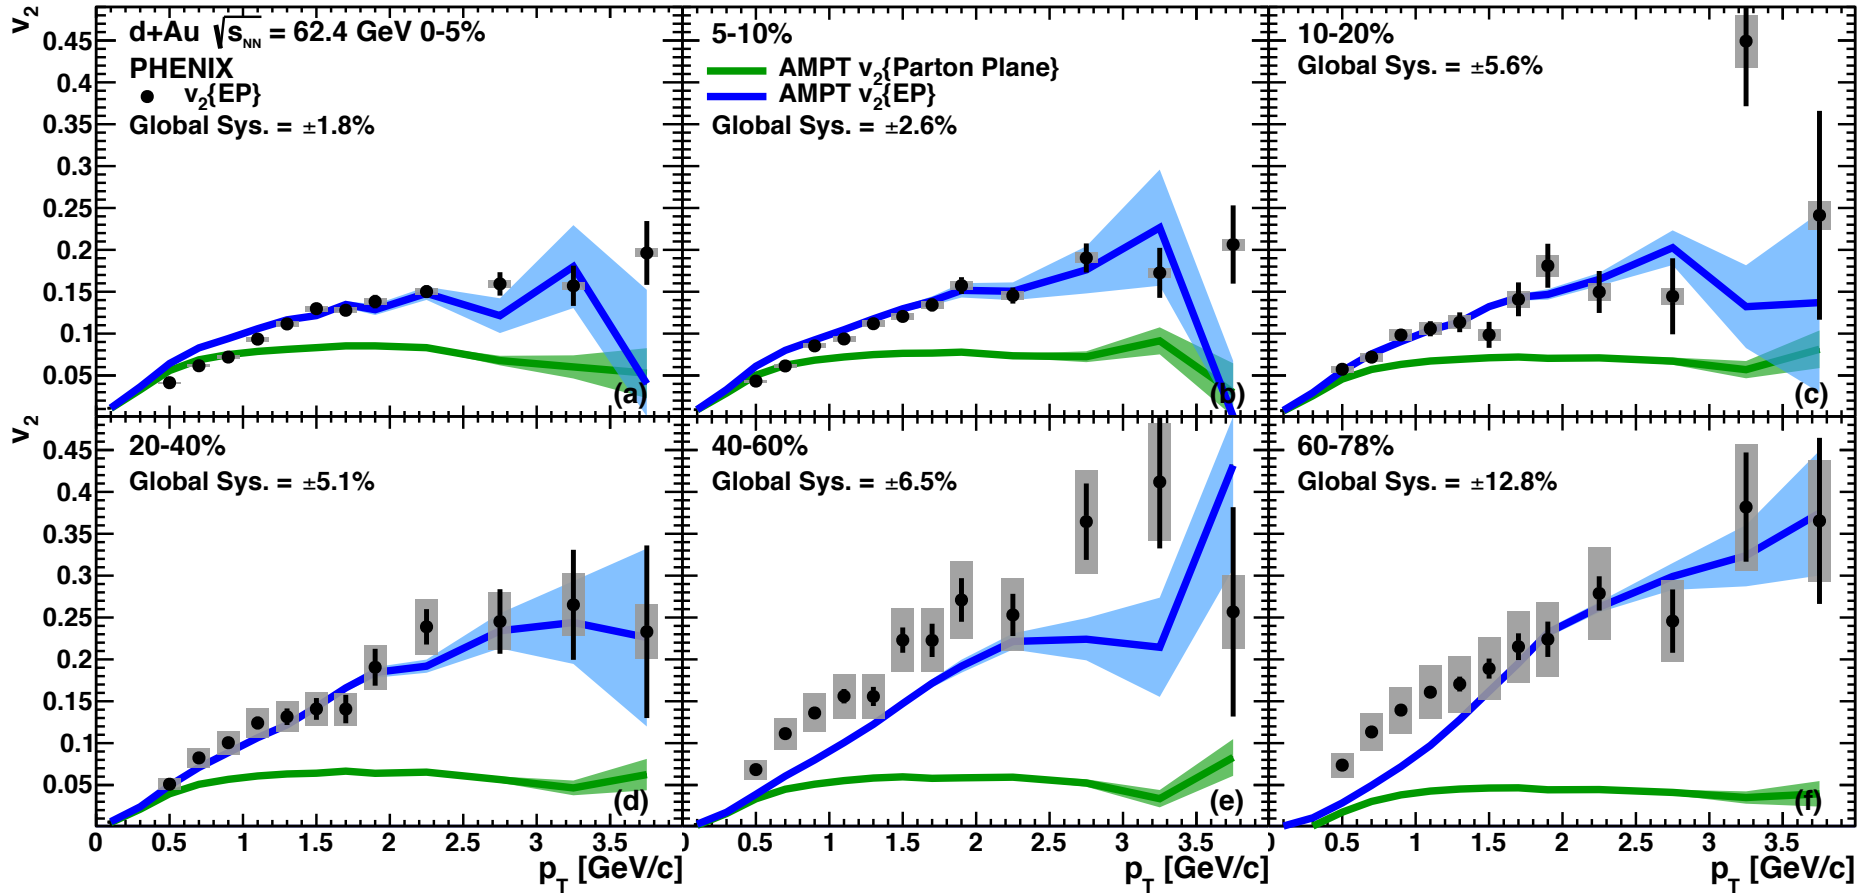 v2
d+Au √sNN = 62.4 GeV 0-5%
PHENIX
v2{EP}
Global Sys. = ±1.8%
(a)
0.45
0.4
0.35
0.3
0.25
0.2
0.15
0.1
0.05
5-10%
AMPT v2{Parton Plane}
AMPT v2{EP}
Global Sys. = ±2.6%
(b)
10-20%
Global Sys. = ±5.6%
(c)
v2
20-40%
Global Sys. = ±5.1%
(d)
0.45
0.4
0.35
0.3
0.25
0.2
0.15
0.1
0.05
40-60%
Global Sys. = ±6.5%
(e)
60-78%
Global Sys. = ±12.8%
(f)
0 0.5 1 1.5 2 2.5 3 3.5
0.5 1 1.5 2 2.5 3 3.5
0.5 1 1.5 2 2.5 3 3.5
pT [GeV/c]
pT [GeV/c]
pT [GeV/c]